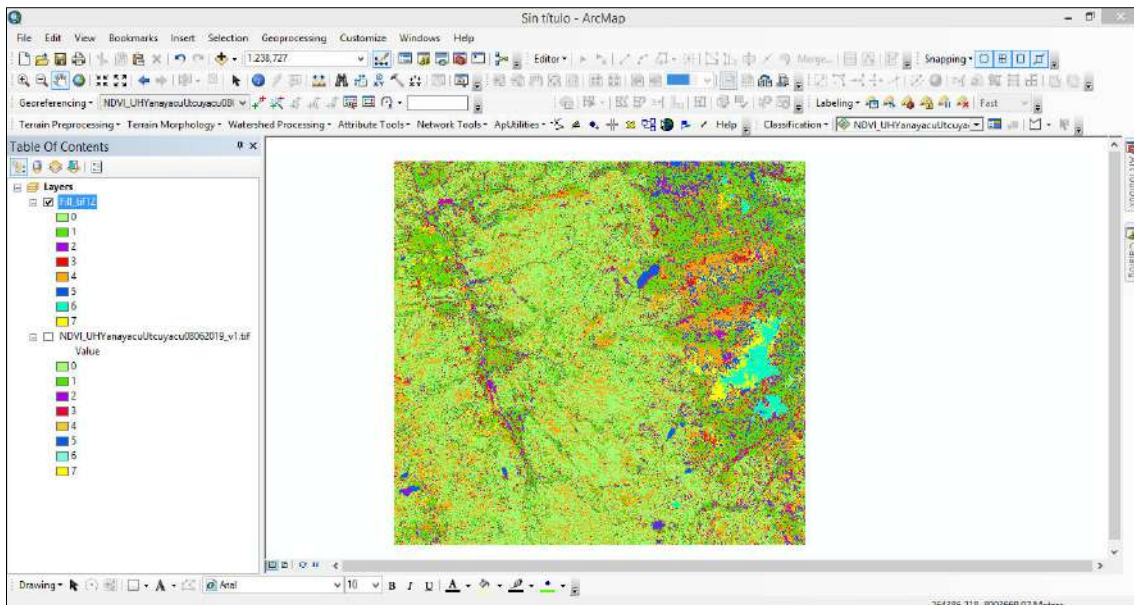 Sin título - ArcMap
File Edit View Bookmarks Insert Selection Geoprocessing Customize Windows Help
1:238,727 Editor Merge... Snapping
Georeferencing Labeling Fast
Terrain Preprocessing Terrain Morphology Watershed Processing Attribute Tools Network Tools ApUtilities Help Classification
Table Of Contents
Layers
0
1
2
3
4
5
6
7
NDVI_UHYanayacuUtcuyacu08062019_v1.tif
Value
0
1
2
3
4
5
6
7
Drawing A Arial 10 B I U A